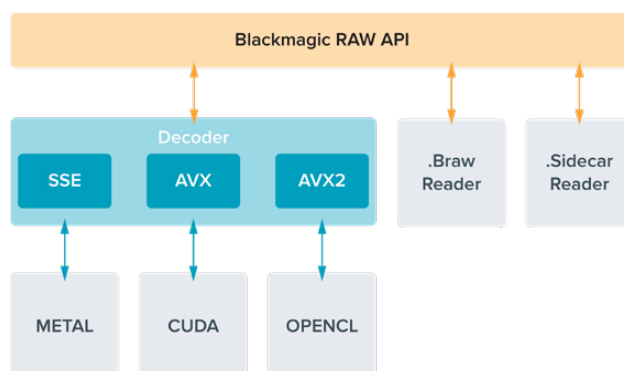 Blackmagic RAW API
Decoder
SSE
AVX
AVX2
.Braw
Reader
.Sidecar
Reader
METAL
CUDA
OPENCL